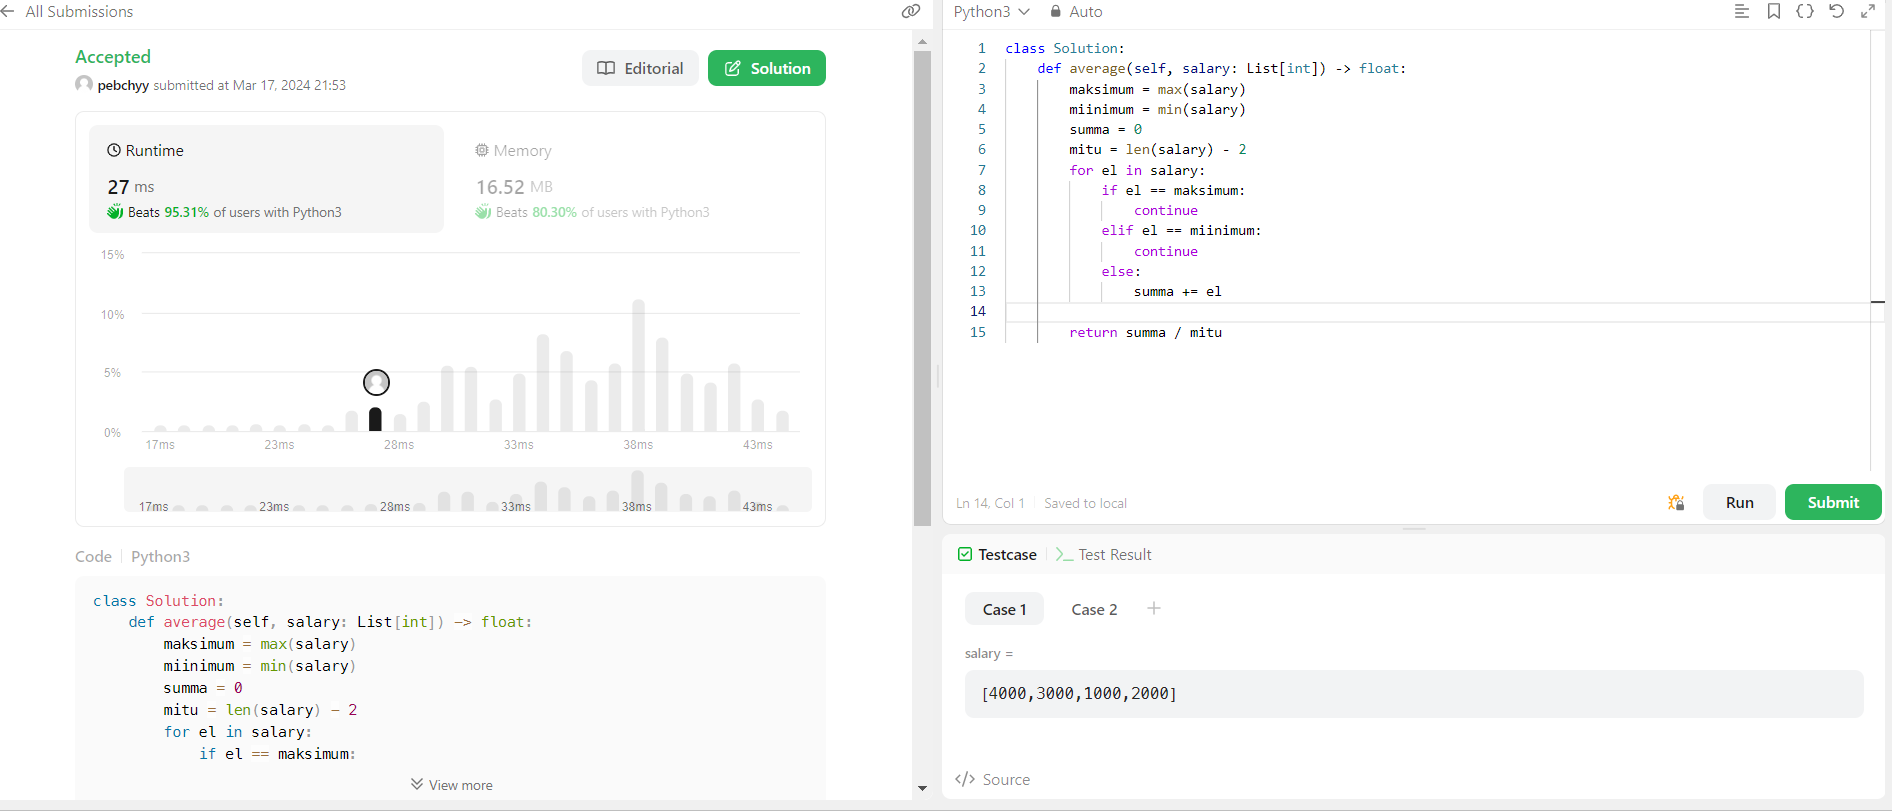 All Submissions
Accepted
pebchyy submitted at Mar 17, 2024 21:53
Editorial
Solution
Runtime
27 ms
Beats 95.31% of users with Python3
Memory
16.52 MB
Beats 80.30% of users with Python3
15%
10%
5%
0%
17ms 23ms 28ms 33ms 38ms 43ms
17ms 23ms 28ms 33ms 38ms 43ms
Code | Python3
class Solution:
    def average(self, salary: List[int]) -> float:
        maksimum = max(salary)
        miinimum = min(salary)
        summa = 0
        mitu = len(salary) - 2
        for el in salary:
            if el == maksimum:
View more
Python3
Auto
1 class Solution:
2     def average(self, salary: List[int]) -> float:
3         maksimum = max(salary)
4         miinimum = min(salary)
5         summa = 0
6         mitu = len(salary) - 2
7         for el in salary:
8             if el == maksimum:
9                 continue
10             elif el == miinimum:
11                 continue
12             else:
13                 summa += el
14
15         return summa / mitu
Ln 14, Col 1 | Saved to local
Run
Submit
Testcase | >_ Test Result
Case 1
Case 2
+
salary =
[4000,3000,1000,2000]
</> Source